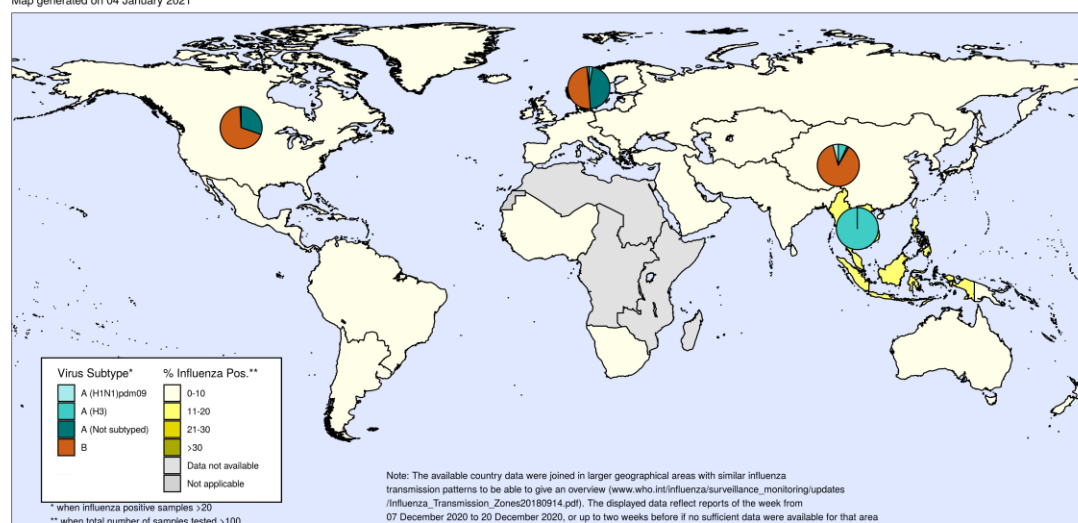 Map generated on 04 January 2021
Virus Subtype*
A (H1N1)pdm09
A (H3)
A (Not subtyped)
B
% Influenza Pos.**
0-10
11-20
21-30
>30
Data not available
Not applicable
* when influenza positive samples >20
** when total number of samples tested >100
Note: The available country data were joined in larger geographical areas with similar influenza
transmission patterns to be able to give an overview (www.who.int/influenza/surveillance_monitoring/updates
/Influenza_Transmission_Zones20180914.pdf). The displayed data reflect reports of the week from
07 December 2020 to 20 December 2020, or up to two weeks before if no sufficient data were available for that area